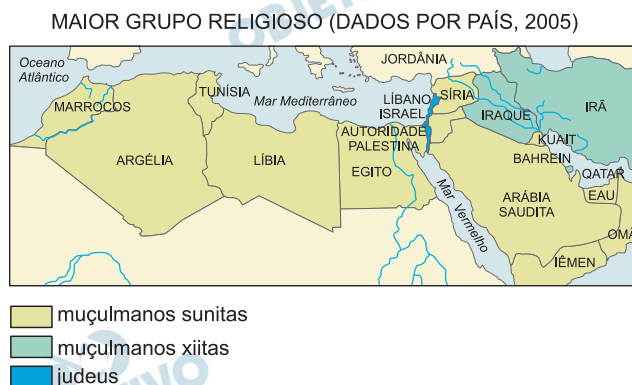 MAIOR GRUPO RELIGIOSO (DADOS POR PAÍS, 2005)
Oceano
Atlântico
JORDÂNIA
TUNÍSIA
Mar Mediterrâneo
LÍBANO
SÍRIA
MARROCOS
ISRAEL
IRAQUE
IRÃ
AUTORIDADE
PALESTINA
KUAIT
ARGÉLIA
LÍBIA
EGITO
BAHREIN
QATAR
EAU
ARÁBIA
SAUDITA
Mar Vermelho
OMÃ
IÊMEN
muçulmanos sunitas
muçulmanos xiitas
judeus